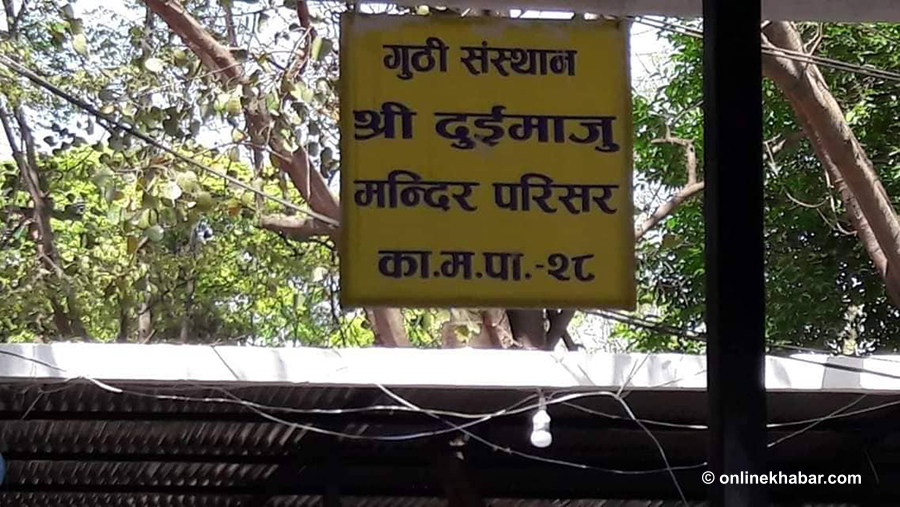 गुठी संस्थान
श्री दुईमाजु
मन्दिर परिसर
का.म.पा.-२८
© onlinekhabar.com